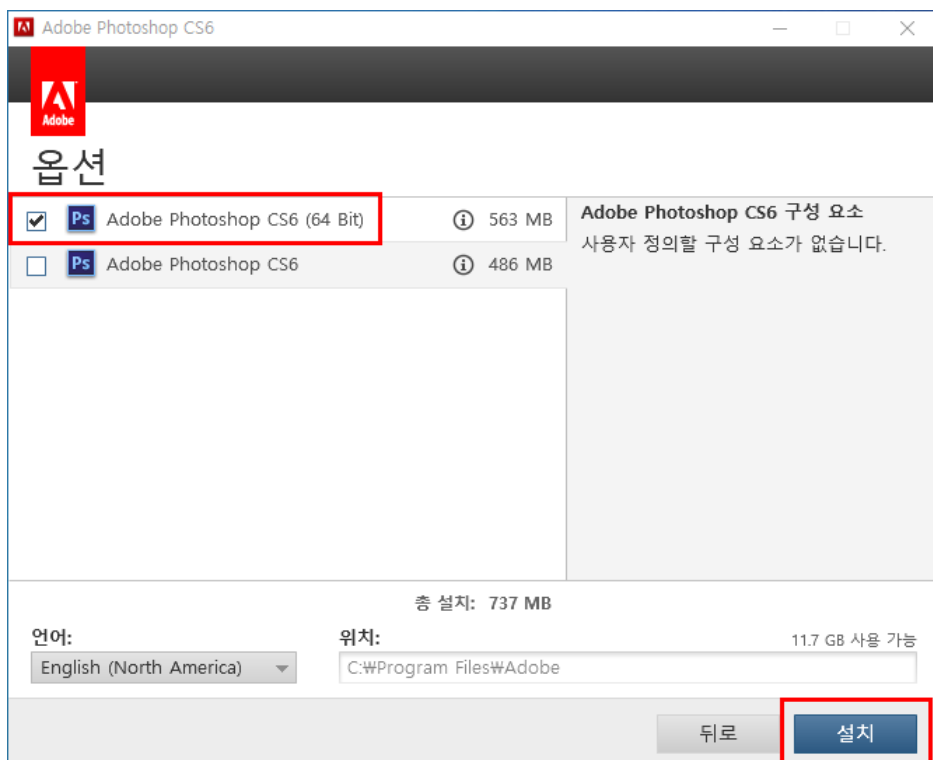 Adobe Photoshop CS6
Adobe
옵션
Ps Adobe Photoshop CS6 (64 Bit) 563 MB
Ps Adobe Photoshop CS6 486 MB
Adobe Photoshop CS6 구성 요소
사용자 정의할 구성 요소가 없습니다.
총 설치: 737 MB
언어: 위치: 11.7 GB 사용 가능
English (North America) C:₩Program Files₩Adobe
뒤로 설치